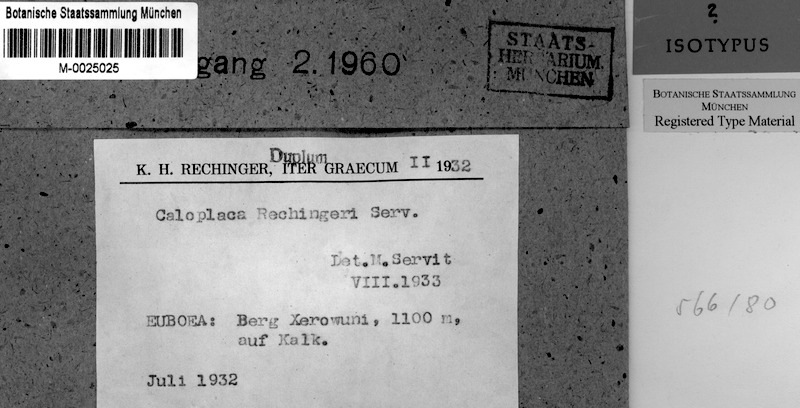 Botanische Staatssammlung München
M-0025025
gang 2.1960
STAATS-
HERBARIUM
MÜNCHEN
?
ISOTYPUS
BOTANISCHE STAATSSAMMLUNG
MÜNCHEN
Registered Type Material
Duplum
K. H. RECHINGER, ITER GRAECUM II 1932
Caloplaca Rechingeri Serv.
Det.M.Servit
VIII.1933
EUBOEA: Berg Xerowuni, 1100 m,
auf Kalk.
Juli 1932
566/80